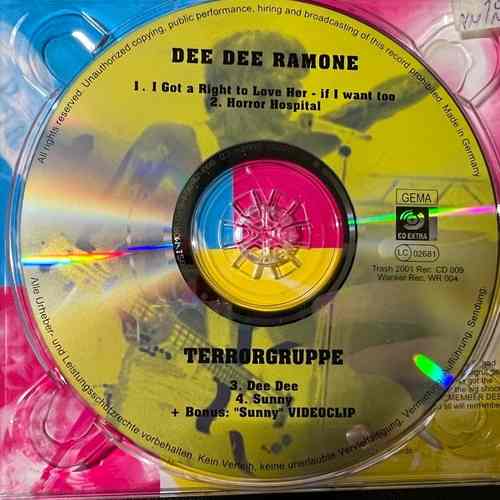 All rights reserved. Unauthorized copying, public performance, hiring and broadcasting of this record prohibited. Made in Germany
DEE DEE RAMONE
1. I Got a Right to Love Her - if I want too
2. Horror Hospital
GEMA
CD EXTRA
LC 02681
Trash 2001 Rec. CD 009
Wanker Rec. WR 004
TERRORGRUPPE
3. Dee Dee
4. Sunny
+ Bonus: "Sunny" VIDEOCLIP
Alle Urheber- und Leistungsschutzrechte vorbehalten. Kein Verleih, keine unerlaubte Vervielfältigung, Vermietung, Aufführung, Sendung.